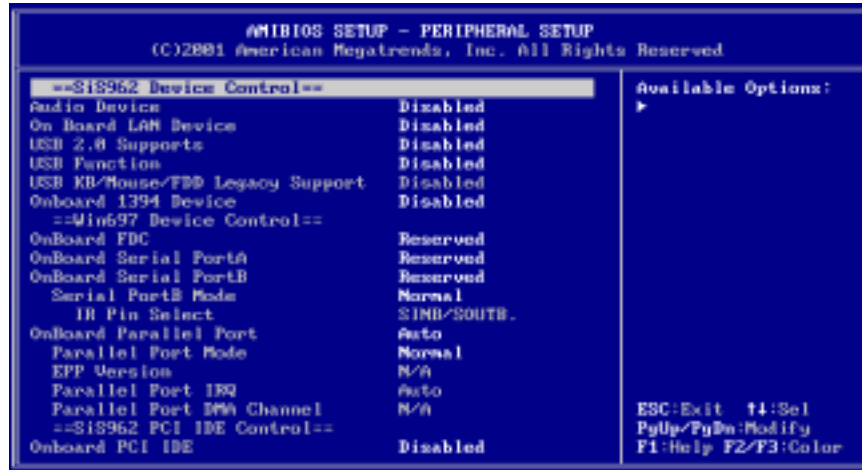 AMIBIOS SETUP - PERIPHERAL SETUP
(C)2001 American Megatrends, Inc. All Rights Reserved
==SiS962 Device Control==
Available Options:
Audio Device Disabled
►
On Board LAN Device Disabled
USB 2.0 Supports Disabled
USB Function Disabled
USB KB/Mouse/FDD Legacy Support Disabled
Onboard 1394 Device Disabled
==Win697 Device Control==
OnBoard FDC Reserved
OnBoard Serial PortA Reserved
OnBoard Serial PortB Reserved
Serial PortB Mode Normal
IR Pin Select SINB/SOUTB.
OnBoard Parallel Port Auto
Parallel Port Mode Normal
EPP Version N/A
Parallel Port IRQ Auto
Parallel Port DMA Channel N/A
==SiS962 PCI IDE Control==
Onboard PCI IDE Disabled
ESC:Exit ↑↓:Sel
PgUp/PgDn:Modify
F1:Help F2/F3:Color